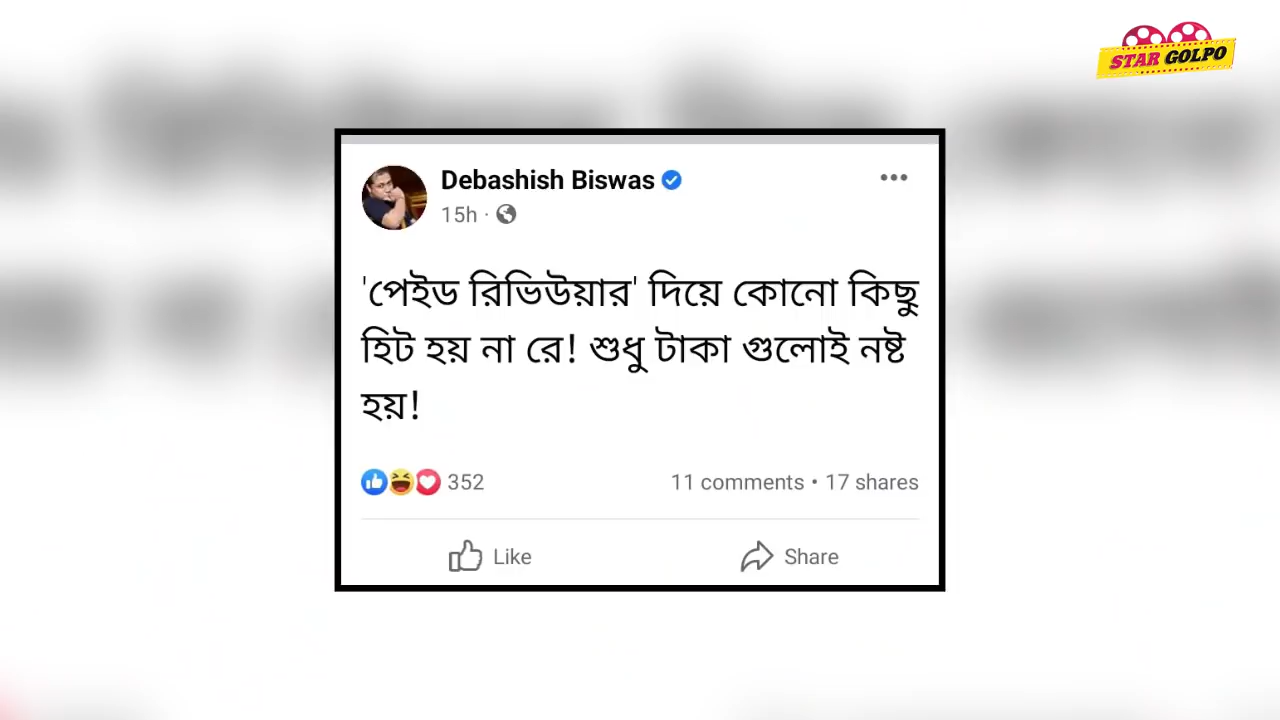 STAR GOLPO
Debashish Biswas
15h ·
'পেইড রিভিউয়ার' দিয়ে কোনো কিছু
হিট হয় না রে! শুধু টাকা গুলোই নষ্ট
হয়!
352 11 comments • 17 shares
Like Share